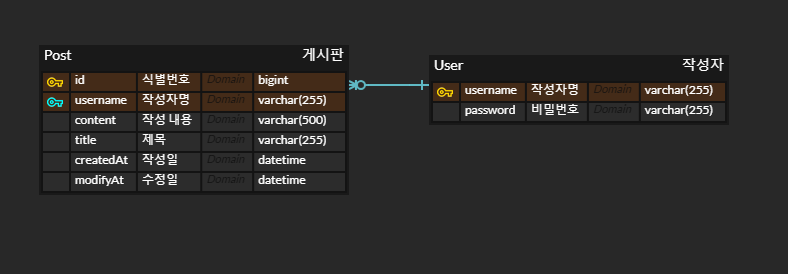 Post 게시판
id 식별번호 Domain bigint
username 작성자명 Domain varchar(255)
content 작성 내용 Domain varchar(500)
title 제목 Domain varchar(255)
createdAt 작성일 Domain datetime
modifyAt 수정일 Domain datetime
User 작성자
username 작성자명 Domain varchar(255)
password 비밀번호 Domain varchar(255)